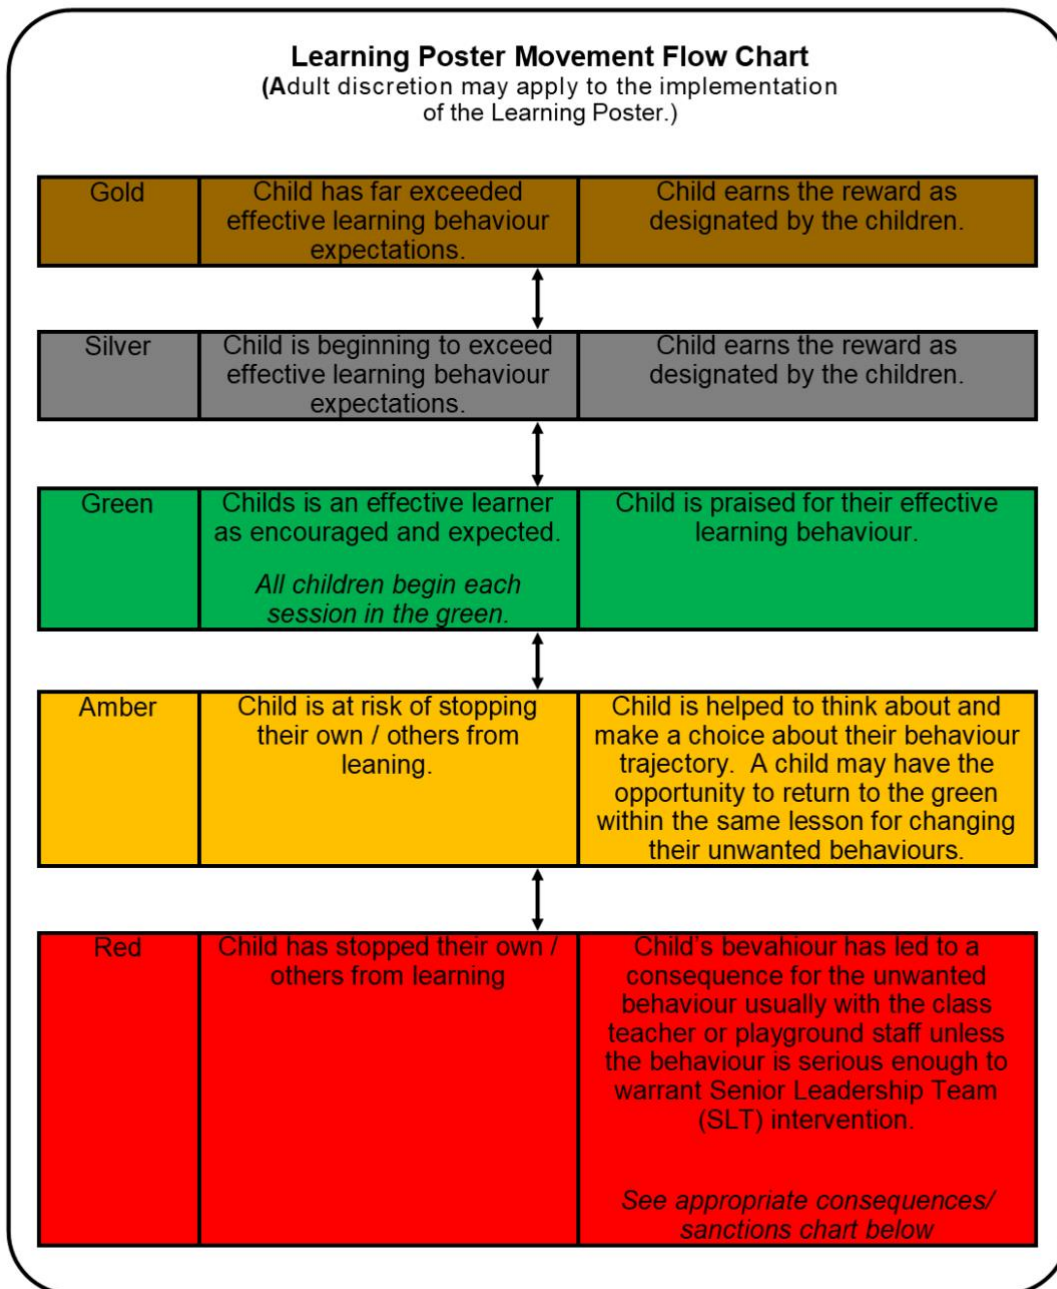 Learning Poster Movement Flow Chart
(Adult discretion may apply to the implementation
of the Learning Poster.)
Gold
Child has far exceeded
effective learning behaviour
expectations.
Child earns the reward as
designated by the children.
Silver
Child is beginning to exceed
effective learning behaviour
expectations.
Child earns the reward as
designated by the children.
Green
Childs is an effective learner
as encouraged and expected.
All children begin each
session in the green.
Child is praised for their effective
learning behaviour.
Amber
Child is at risk of stopping
their own / others from
leaning.
Child is helped to think about and
make a choice about their behaviour
trajectory.  A child may have the
opportunity to return to the green
within the same lesson for changing
their unwanted behaviours.
Red
Child has stopped their own /
others from learning
Child's bevahiour has led to a
consequence for the unwanted
behaviour usually with the class
teacher or playground staff unless
the behaviour is serious enough to
warrant Senior Leadership Team
(SLT) intervention.
See appropriate consequences/
sanctions chart below